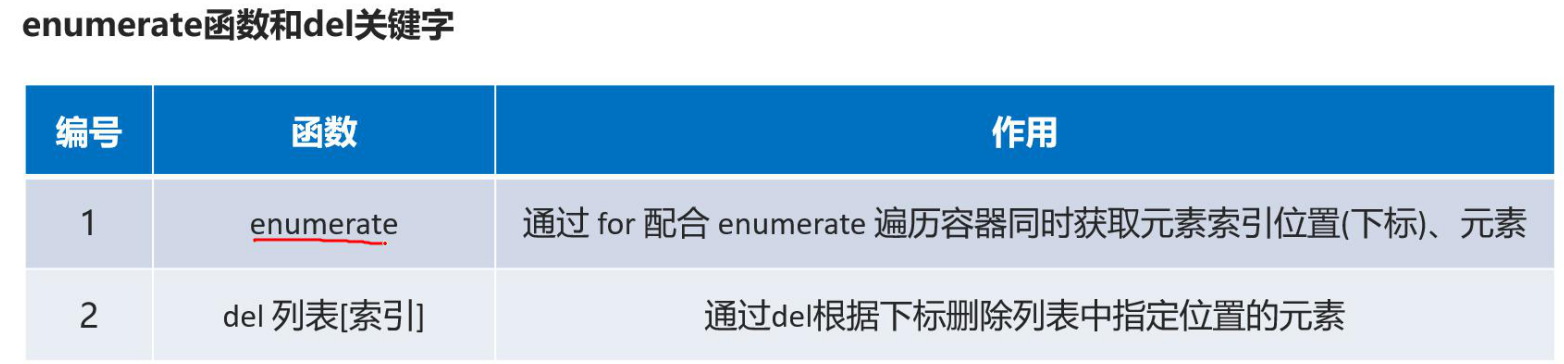 enumerate函数和del关键字
编号 函数 作用
1 enumerate 通过 for 配合 enumerate 遍历容器同时获取元素索引位置(下标)、元素
2 del 列表[索引] 通过del根据下标删除列表中指定位置的元素